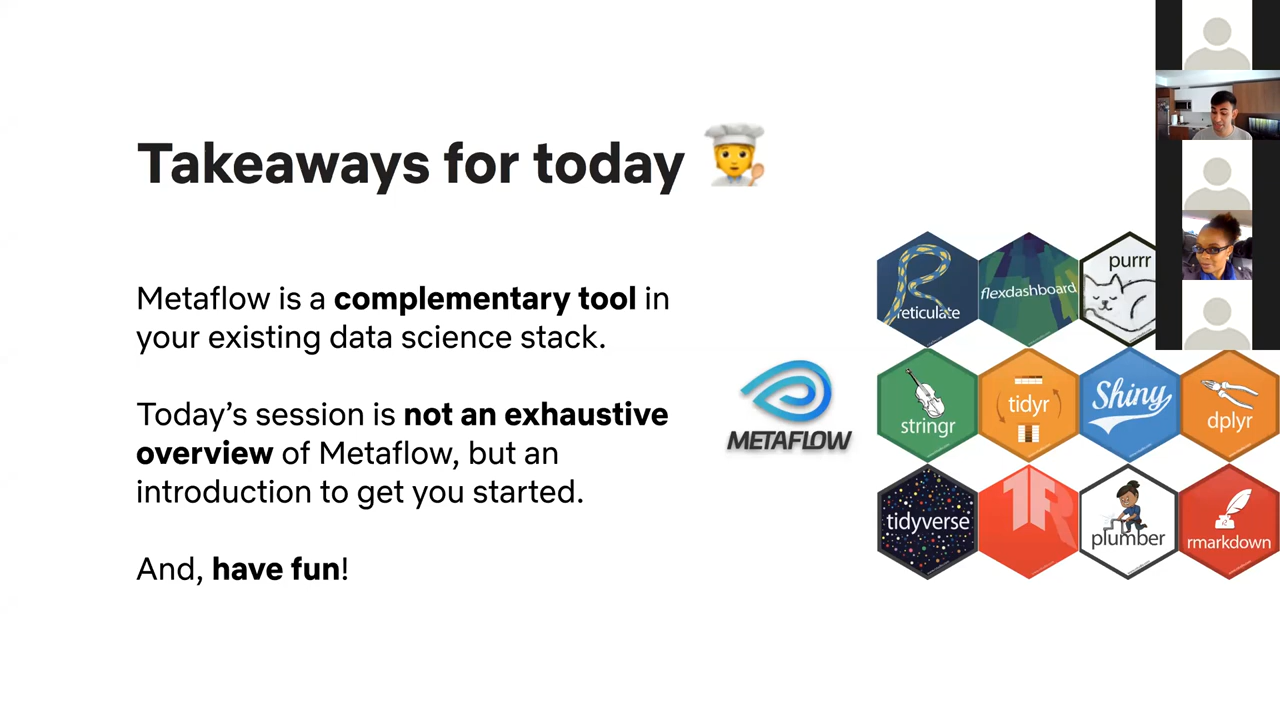 Takeaways for today
Metaflow is a complementary tool in
your existing data science stack.
Today’s session is not an exhaustive
overview of Metaflow, but an
introduction to get you started.
And, have fun!
METAFLOW
reticulate
flexdashboard
purrr
stringr
tidyr
Shiny
dplyr
tidyverse
TF
plumber
rmarkdown